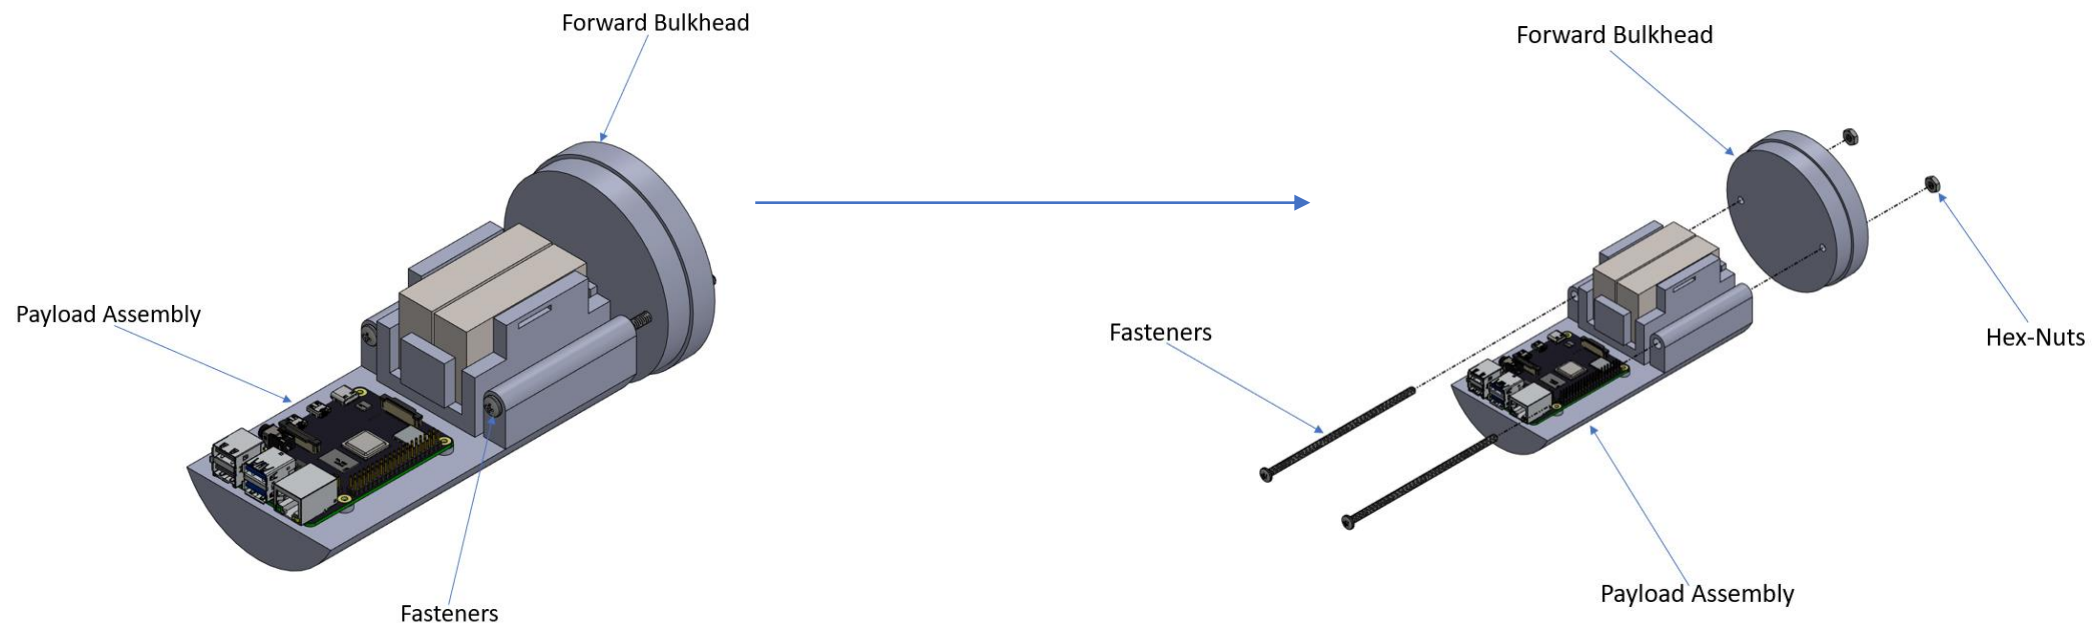 Forward Bulkhead
Payload Assembly
Fasteners
Forward Bulkhead
Fasteners
Hex-Nuts
Payload Assembly